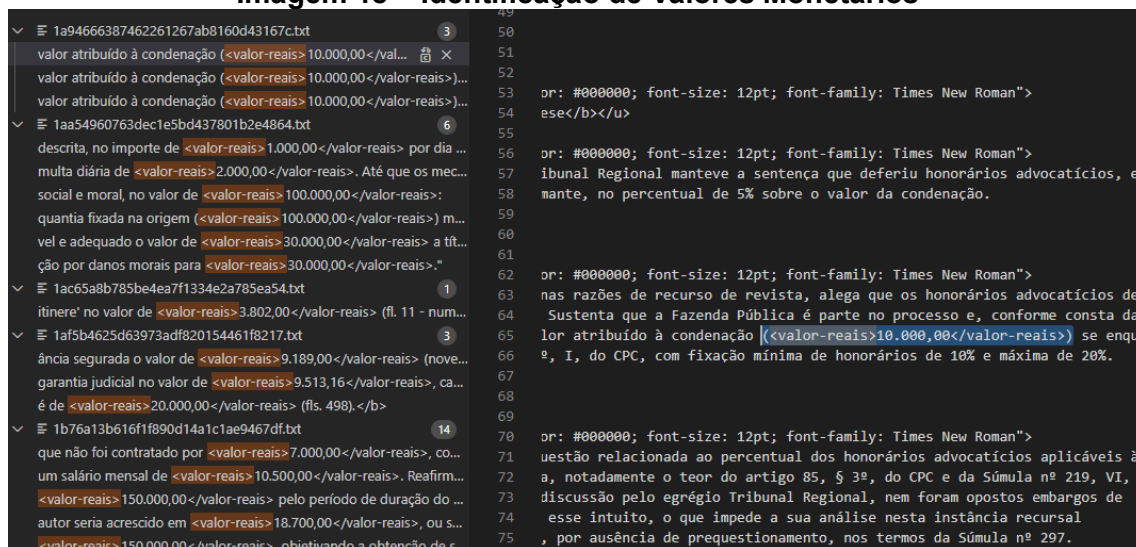 Imagem 16 – Identificação de Valores Monetários
1a94666387462261267ab8160d43167c.txt 3
valor atribuído à condenação (<valor-reais>10.000,00</val...
valor atribuído à condenação (<valor-reais>10.000,00</valor-reais>)...
valor atribuído à condenação (<valor-reais>10.000,00</valor-reais>)...
1aa54960763dec1e5bd437801b2e4864.txt 6
descrita, no importe de <valor-reais>1.000,00</valor-reais> por dia ...
multa diária de <valor-reais>2.000,00</valor-reais>. Até que os mec...
social e moral, no valor de <valor-reais>100.000,00</valor-reais>:
quantia fixada na origem (<valor-reais>100.000,00</valor-reais>) m...
vel e adequado o valor de <valor-reais>30.000,00</valor-reais> a tít...
ção por danos morais para <valor-reais>30.000,00</valor-reais>."
1ac65a8b785be4ea7f1334e2a785ea54.txt 1
itinere' no valor de <valor-reais>3.802,00</valor-reais> (fl. 11 - num...
1af5b4625d63973adf820154461f8217.txt 3
ância segurada o valor de <valor-reais>9.189,00</valor-reais> (nove...
garantia judicial no valor de <valor-reais>9.513,16</valor-reais>, ca...
é de <valor-reais>20.000,00</valor-reais> (fls. 498).</b>
1b76a13b616f1f890d14a1c1ae9467df.txt 14
que não foi contratado por <valor-reais>7.000,00</valor-reais>, co...
um salário mensal de <valor-reais>10.500,00</valor-reais>. Reafirm...
<valor-reais>150.000,00</valor-reais> pelo período de duração do ...
autor seria acrescido em <valor-reais>18.700,00</valor-reais>, ou s...
<valor-reais>150.000,00</valor-reais>, objetivando a obtenção de s...
49
50
51
52
53 or: #000000; font-size: 12pt; font-family: Times New Roman">
54 ese</b></u>
55
56 or: #000000; font-size: 12pt; font-family: Times New Roman">
57 ibunal Regional manteve a sentença que deferiu honorários advocatícios, e
58 mante, no percentual de 5% sobre o valor da condenação.
59
60
61
62 or: #000000; font-size: 12pt; font-family: Times New Roman">
63 nas razões de recurso de revista, alega que os honorários advocatícios de
64 Sustenta que a Fazenda Pública é parte no processo e, conforme consta da
65 lor atribuído à condenação (<valor-reais>10.000,00</valor-reais>) se enqu
66 º, I, do CPC, com fixação mínima de honorários de 10% e máxima de 20%.
67
68
69
70 or: #000000; font-size: 12pt; font-family: Times New Roman">
71 uestão relacionada ao percentual dos honorários advocatícios aplicáveis à
72 a, notadamente o teor do artigo 85, § 3º, do CPC e da Súmula nº 219, VI,
73 discussão pelo egrégio Tribunal Regional, nem foram opostos embargos de
74 esse intuito, o que impede a sua análise nesta instância recursal
75 , por ausência de prequestionamento, nos termos da Súmula nº 297.